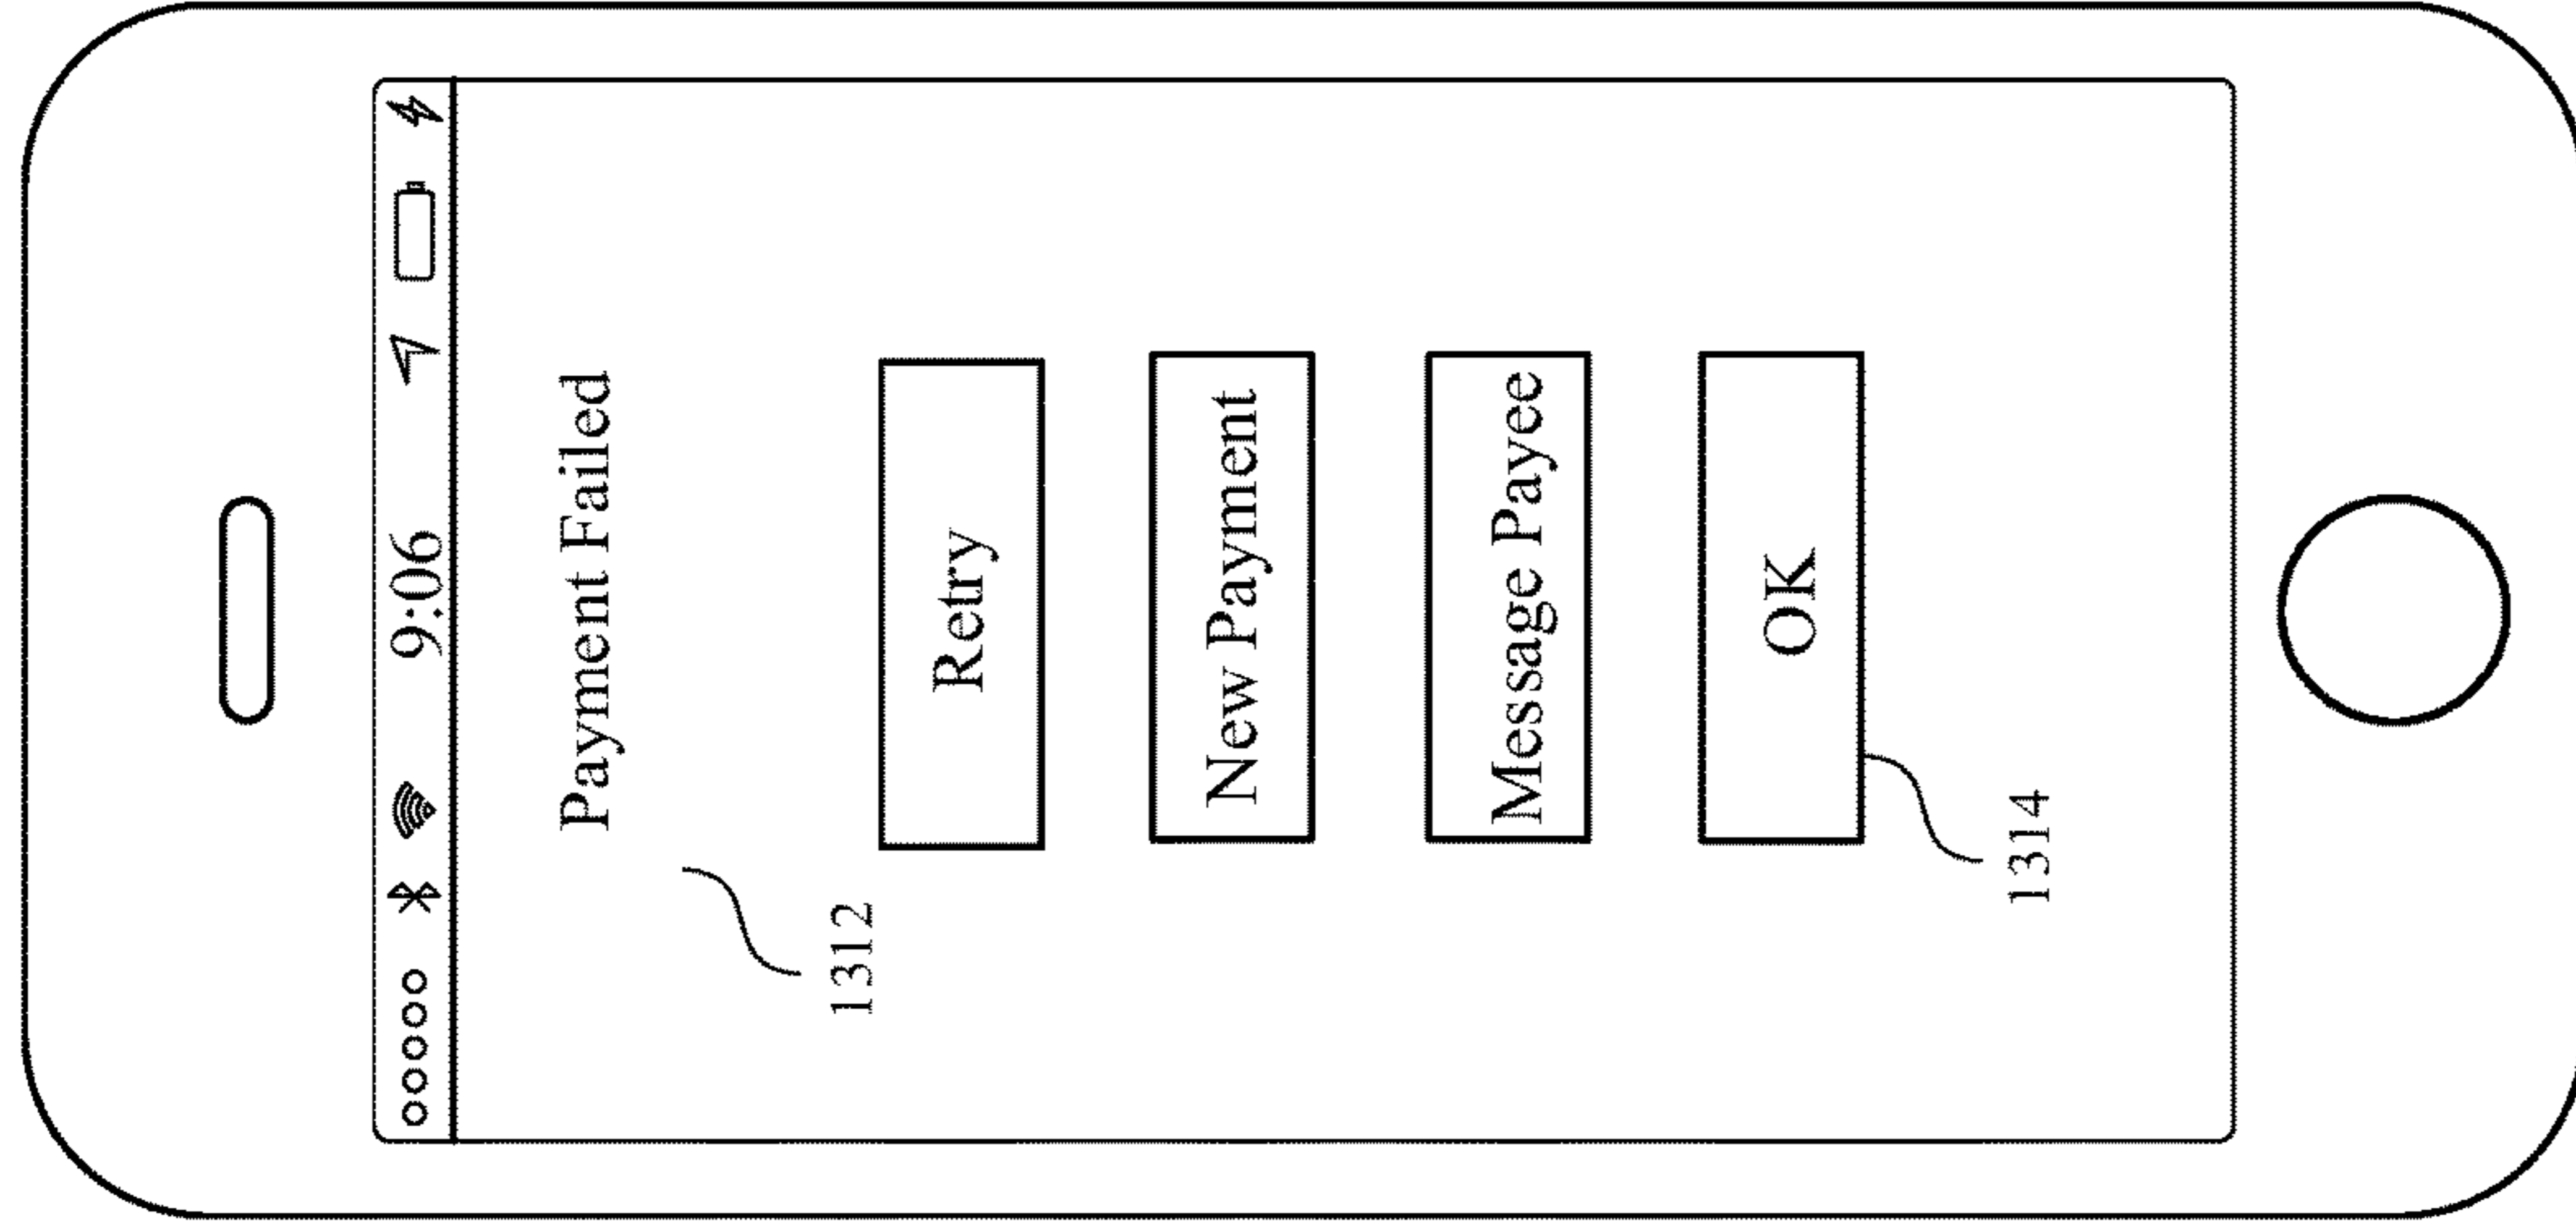 9:06
Payment Failed
1312
Retry
New Payment
Message Payee
OK
1314